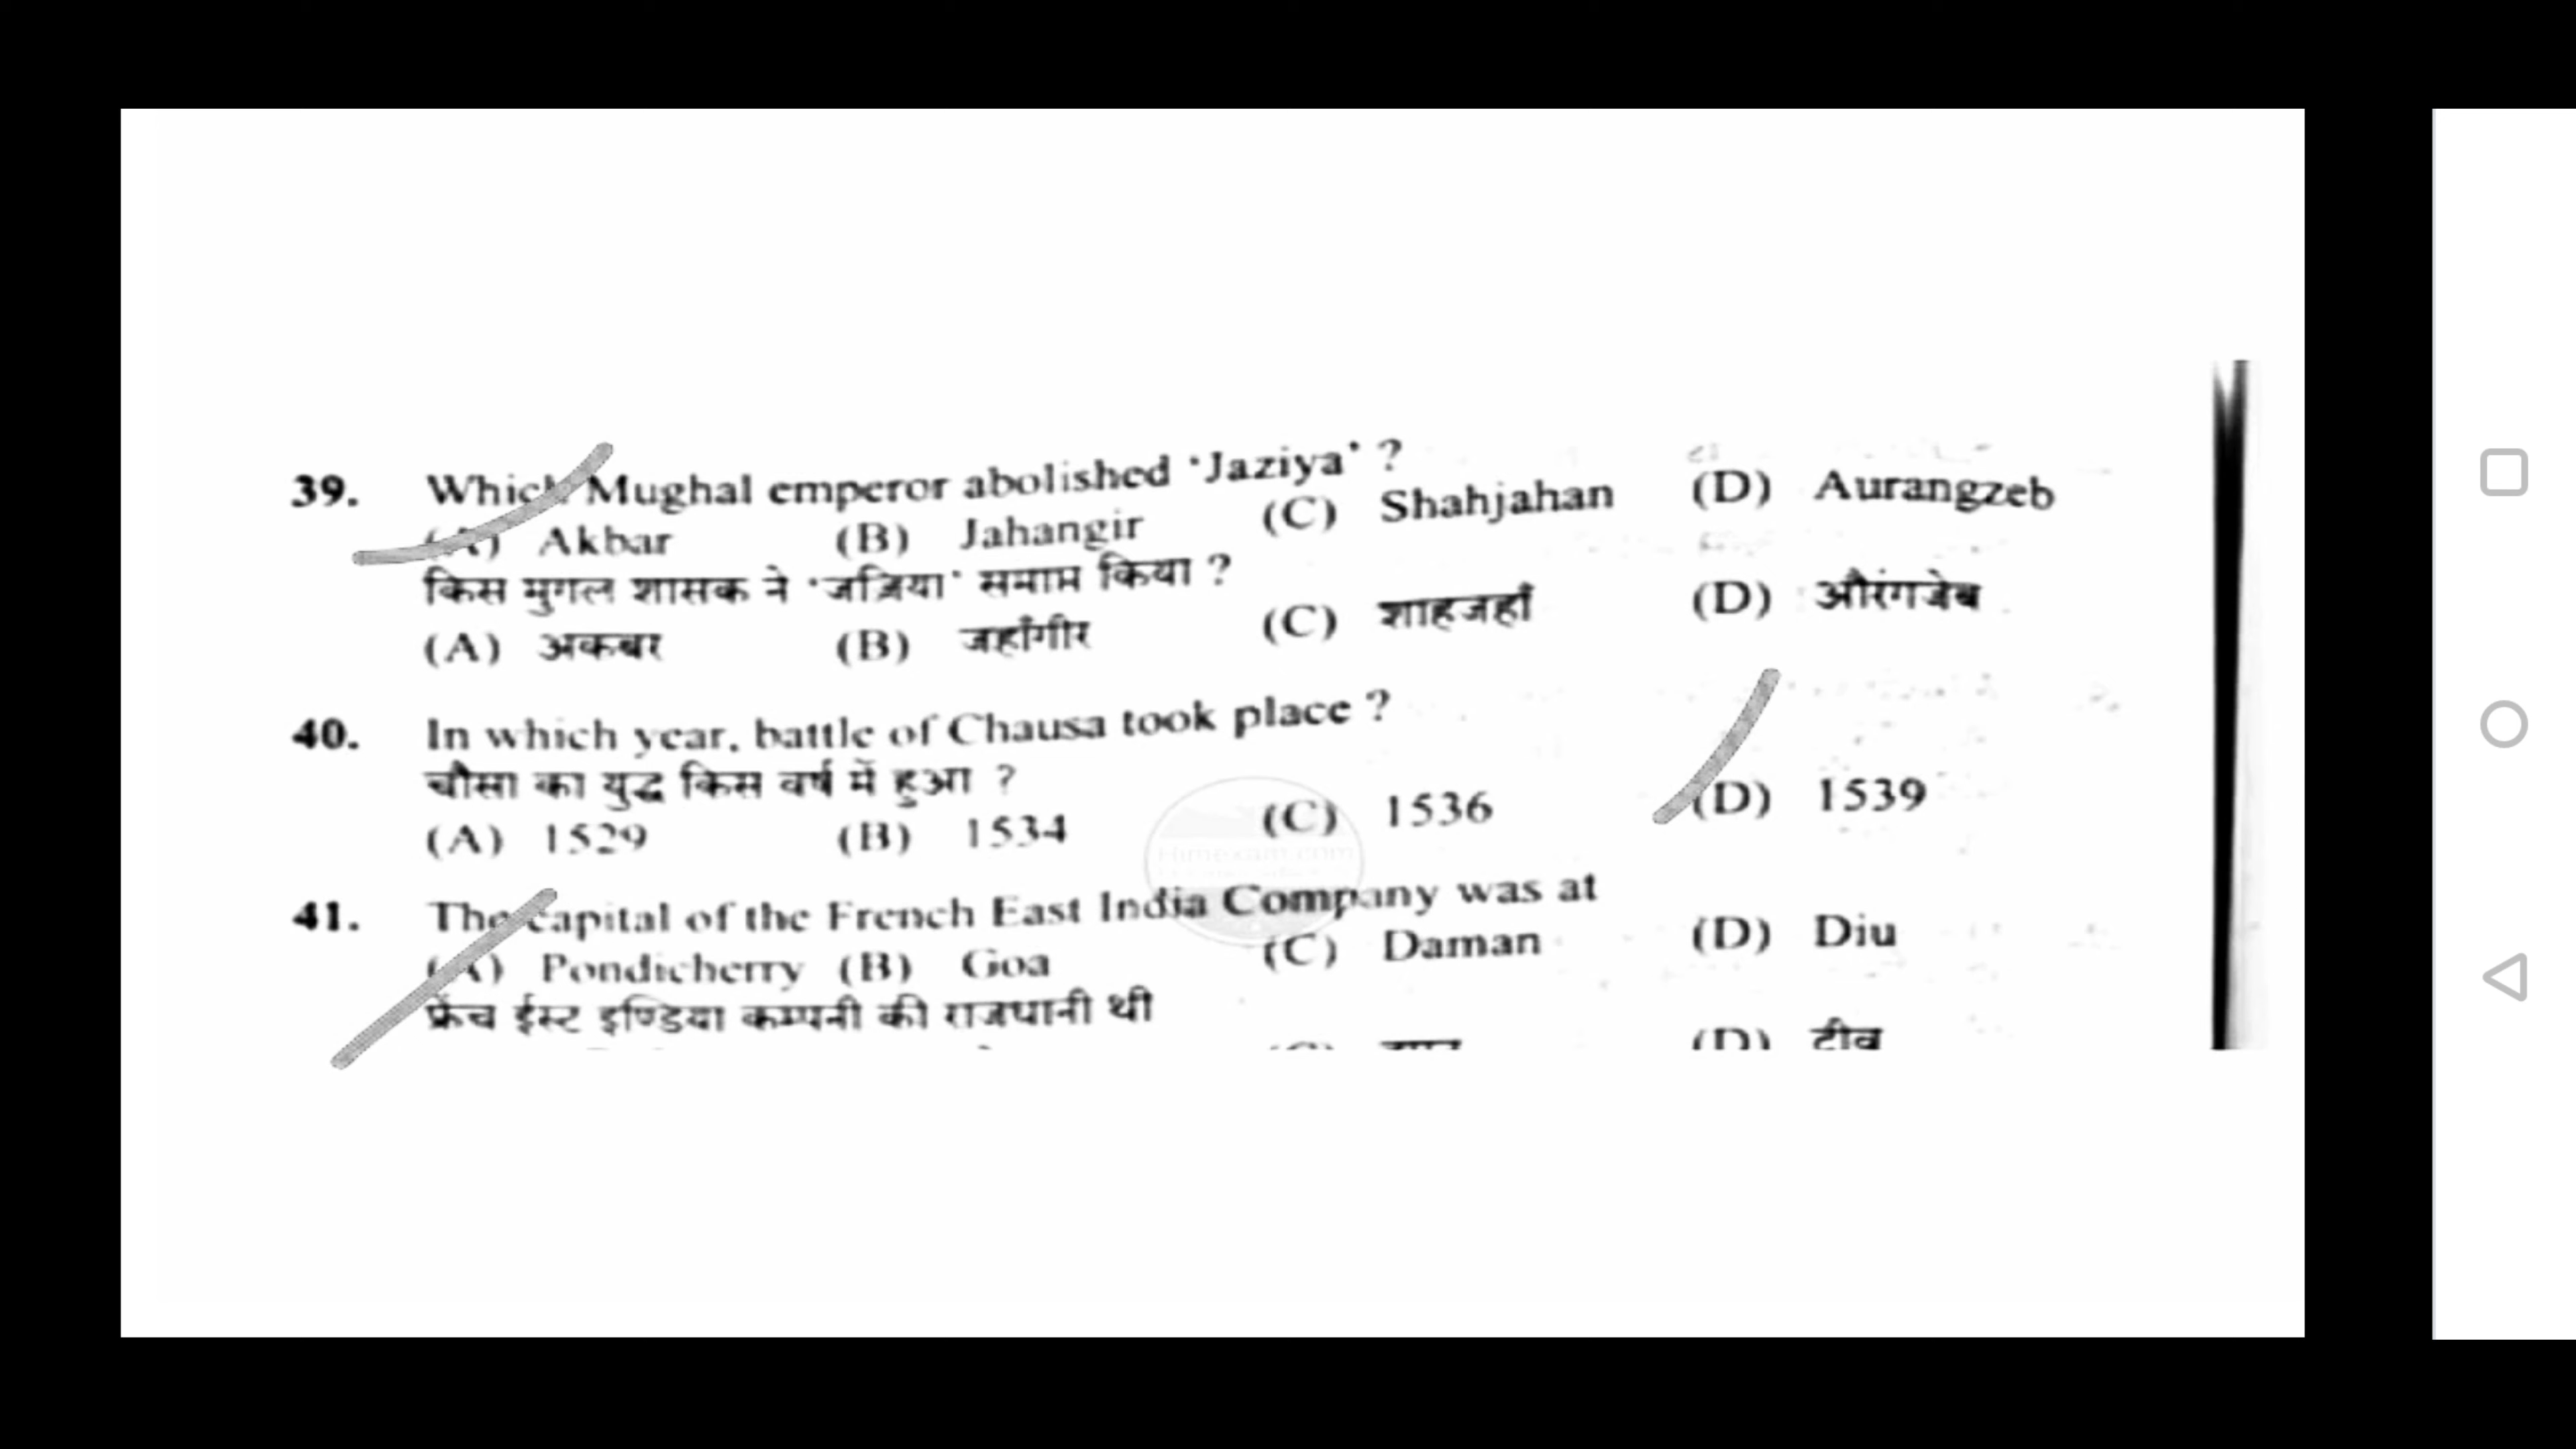 39. Which Mughal emperor abolished 'Jaziya' ?
(A) Akbar (B) Jahangir (C) Shahjahan (D) Aurangzeb
किस मुगल शासक ने 'जज़िया' समाप्त किया ?
(A) अकबर (B) जहाँगीर (C) शाहजहाँ (D) औरंगजेब
40. In which year, battle of Chausa took place ?
चौसा का युद्ध किस वर्ष में हुआ ?
(A) 1529 (B) 1534 (C) 1536 (D) 1539
Himexam.com
41. The capital of the French East India Company was at
(A) Pondicherry (B) Goa (C) Daman (D) Diu
फ्रेंच ईस्ट इण्डिया कम्पनी की राजधानी थी
(D) दीव